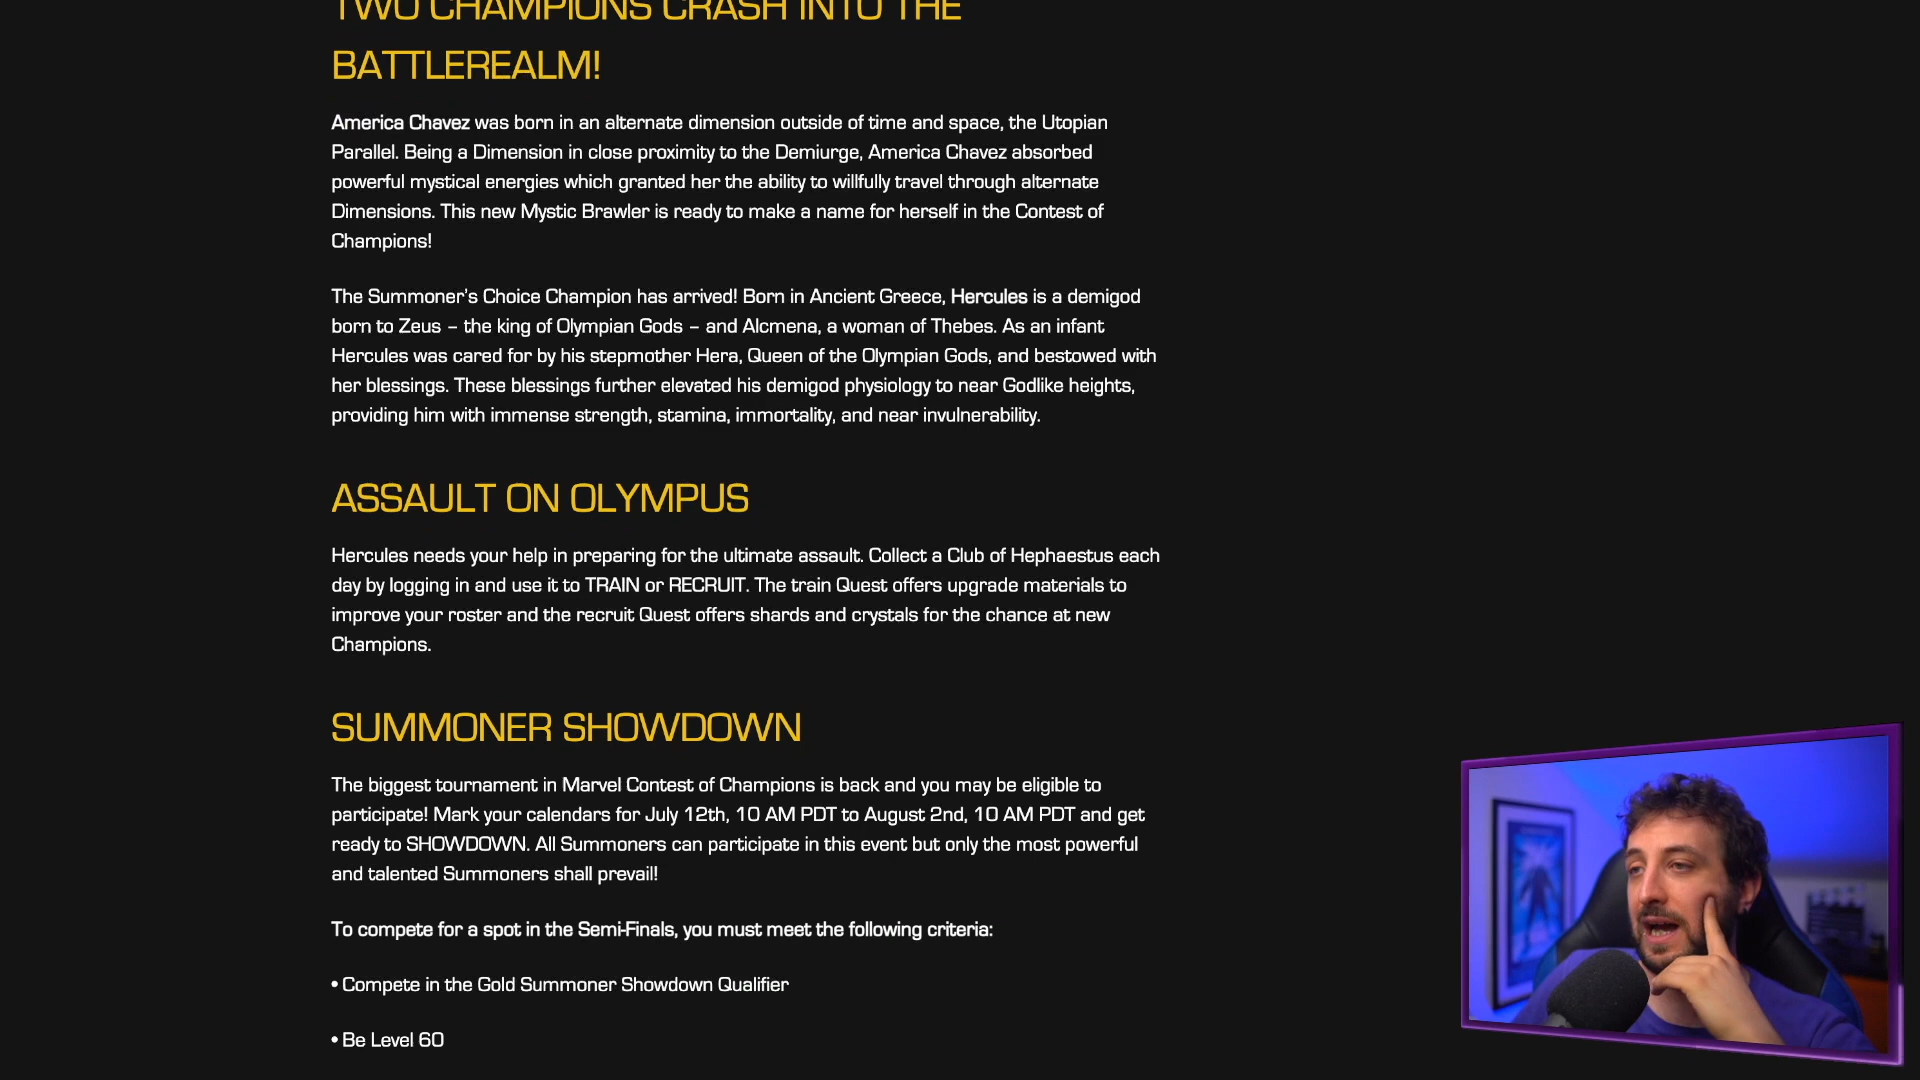 TWO CHAMPIONS CRASH INTO THE
BATTLEREALM!
America Chavez was born in an alternate dimension outside of time and space, the Utopian
Parallel. Being a Dimension in close proximity to the Demiurge, America Chavez absorbed
powerful mystical energies which granted her the ability to willfully travel through alternate
Dimensions. This new Mystic Brawler is ready to make a name for herself in the Contest of
Champions!
The Summoner's Choice Champion has arrived! Born in Ancient Greece, Hercules is a demigod
born to Zeus – the king of Olympian Gods – and Alcmena, a woman of Thebes. As an infant
Hercules was cared for by his stepmother Hera, Queen of the Olympian Gods, and bestowed with
her blessings. These blessings further elevated his demigod physiology to near Godlike heights,
providing him with immense strength, stamina, immortality, and near invulnerability.
ASSAULT ON OLYMPUS
Hercules needs your help in preparing for the ultimate assault. Collect a Club of Hephaestus each
day by logging in and use it to TRAIN or RECRUIT. The train Quest offers upgrade materials to
improve your roster and the recruit Quest offers shards and crystals for the chance at new
Champions.
SUMMONER SHOWDOWN
The biggest tournament in Marvel Contest of Champions is back and you may be eligible to
participate! Mark your calendars for July 12th, 10 AM PDT to August 2nd, 10 AM PDT and get
ready to SHOWDOWN. All Summoners can participate in this event but only the most powerful
and talented Summoners shall prevail!
To compete for a spot in the Semi-Finals, you must meet the following criteria:
• Compete in the Gold Summoner Showdown Qualifier
• Be Level 60